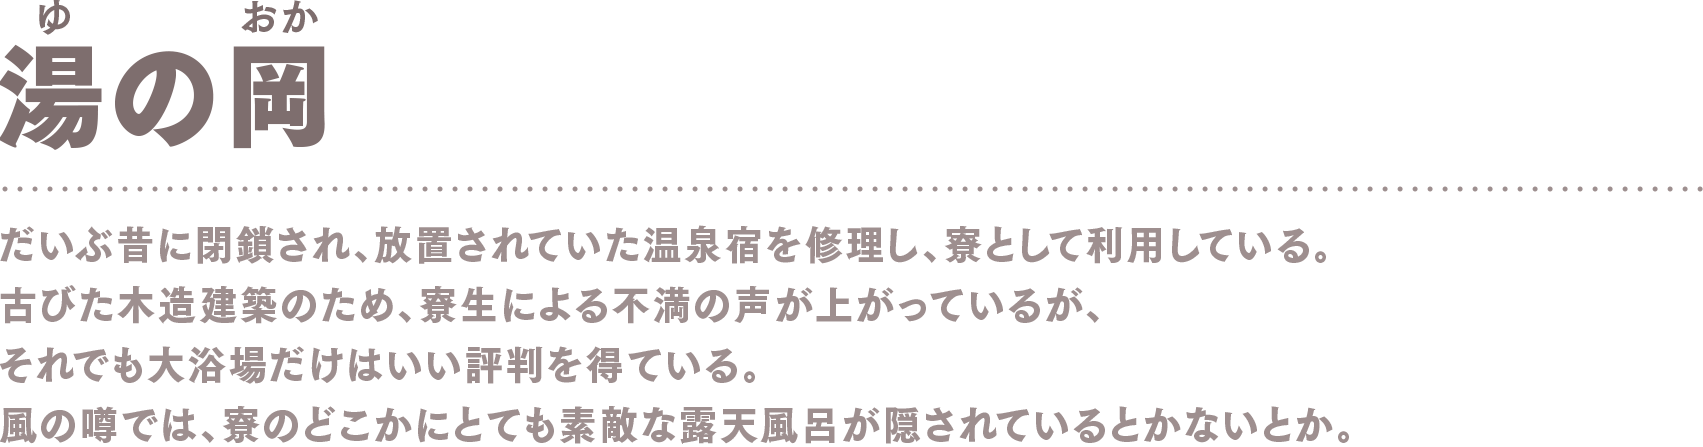 ゆ おか
湯の岡
だいぶ昔に閉鎖され、放置されていた温泉宿を修理し、寮として利用している。
古びた木造建築のため、寮生による不満の声が上がっているが、
それでも大浴場だけはいい評判を得ている。
風の噂では、寮のどこかにとても素敵な露天風呂が隠されているとかないとか。